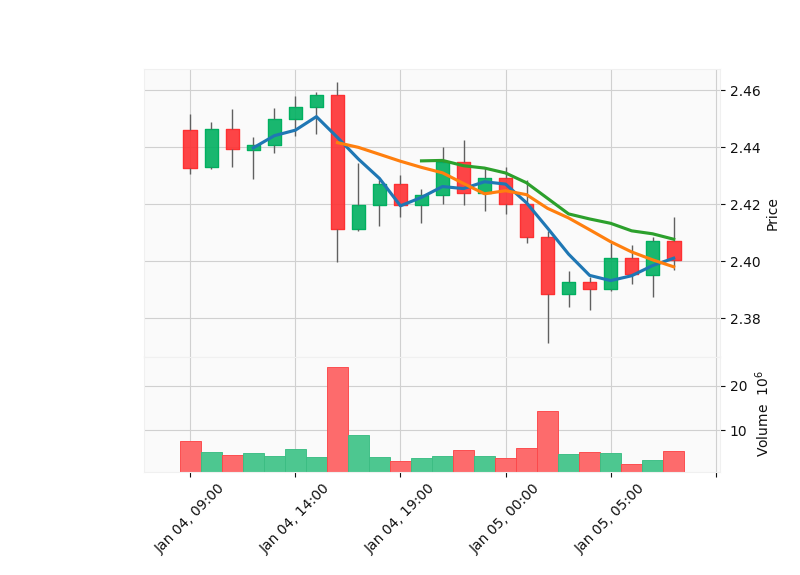 2.46
2.44
2.42
2.40
2.38
Price
20
10
Volume 10^6
Jan 04, 09:00
Jan 04, 14:00
Jan 04, 19:00
Jan 05, 00:00
Jan 05, 05:00